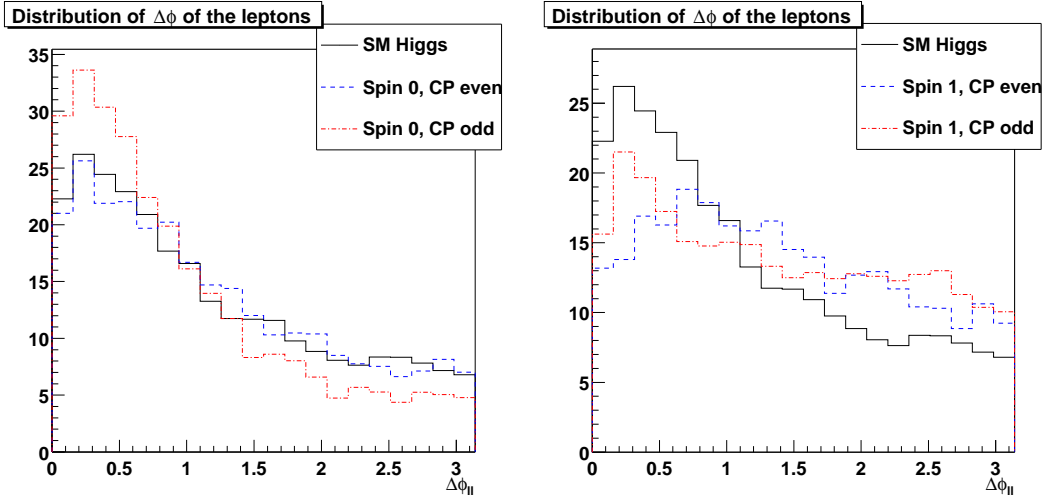 Distribution of Δϕ of the leptons
SM Higgs
Spin 0, CP even
Spin 0, CP odd
35
30
25
20
15
10
5
0
0 0.5 1 1.5 2 2.5 3
Δϕ_ll
Distribution of Δϕ of the leptons
SM Higgs
Spin 1, CP even
Spin 1, CP odd
25
20
15
10
5
0
0 0.5 1 1.5 2 2.5 3
Δϕ_ll